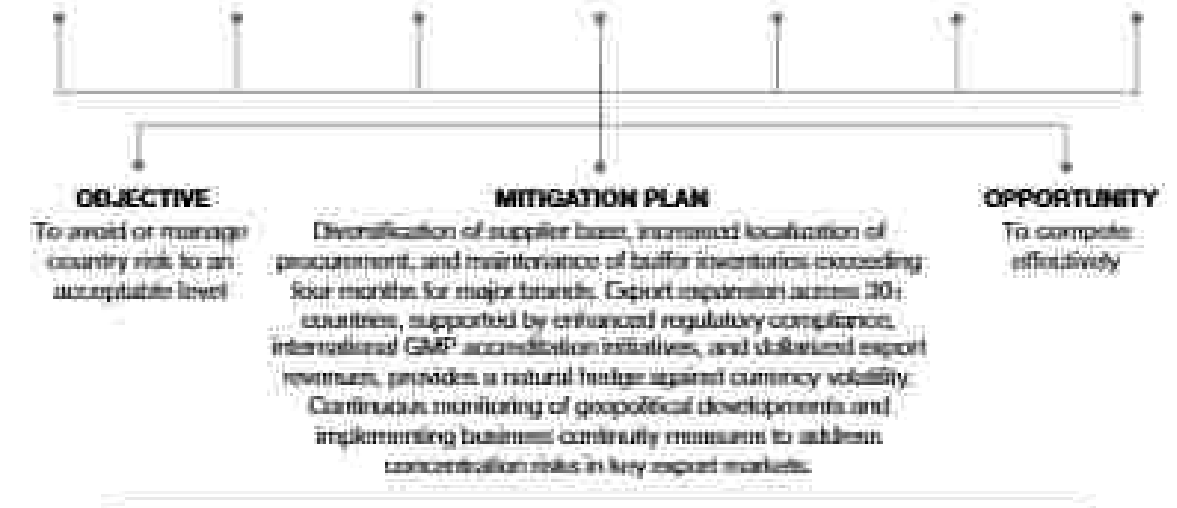 OBJECTIVE
To avoid or manage
country risk to an
acceptable level
MITIGATION PLAN
Diversification of supplier base, increased localization of
procurement, and maintenance of buffer inventories exceeding
four months for major brands. Export expansion across 30+
countries, supported by enhanced regulatory compliance,
international GMP accreditation initiatives, and dollarized export
revenues, provides a natural hedge against currency volatility.
Continuous monitoring of geopolitical developments and
implementing business continuity measures to address
concentration risks in key export markets.
OPPORTUNITY
To compete
effectively